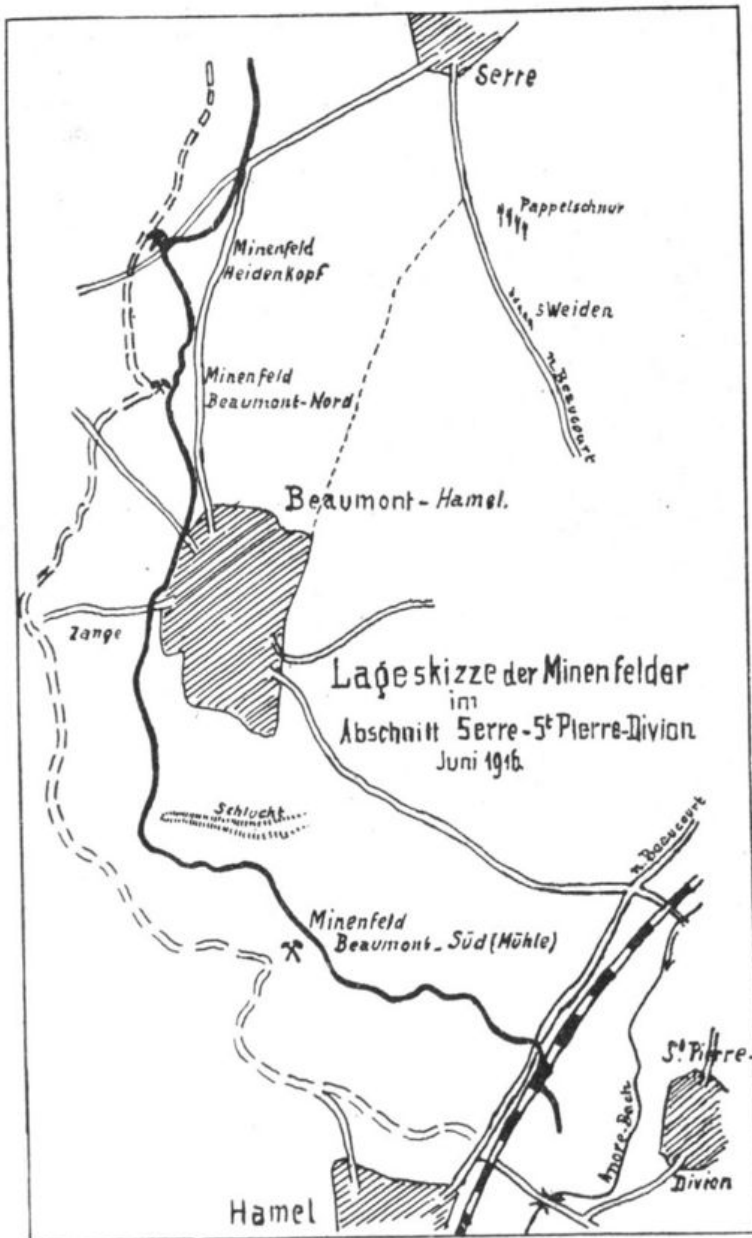 Serre
Pappelschnur
Minenfeld
Heidenkopf
5 Weiden
n. Beaucourt
Minenfeld
Beaumont-Nord
Beaumont-Hamel.
Zange
Lageskizze der Minenfelder
im
Abschnitt Serre-St Pierre-Divion
Juni 1916.
Schlucht
n. Beaucourt
Minenfeld
Beaumont-Süd (Mühle)
St. Pierre-
Divion
Ancre-Bach
Hamel